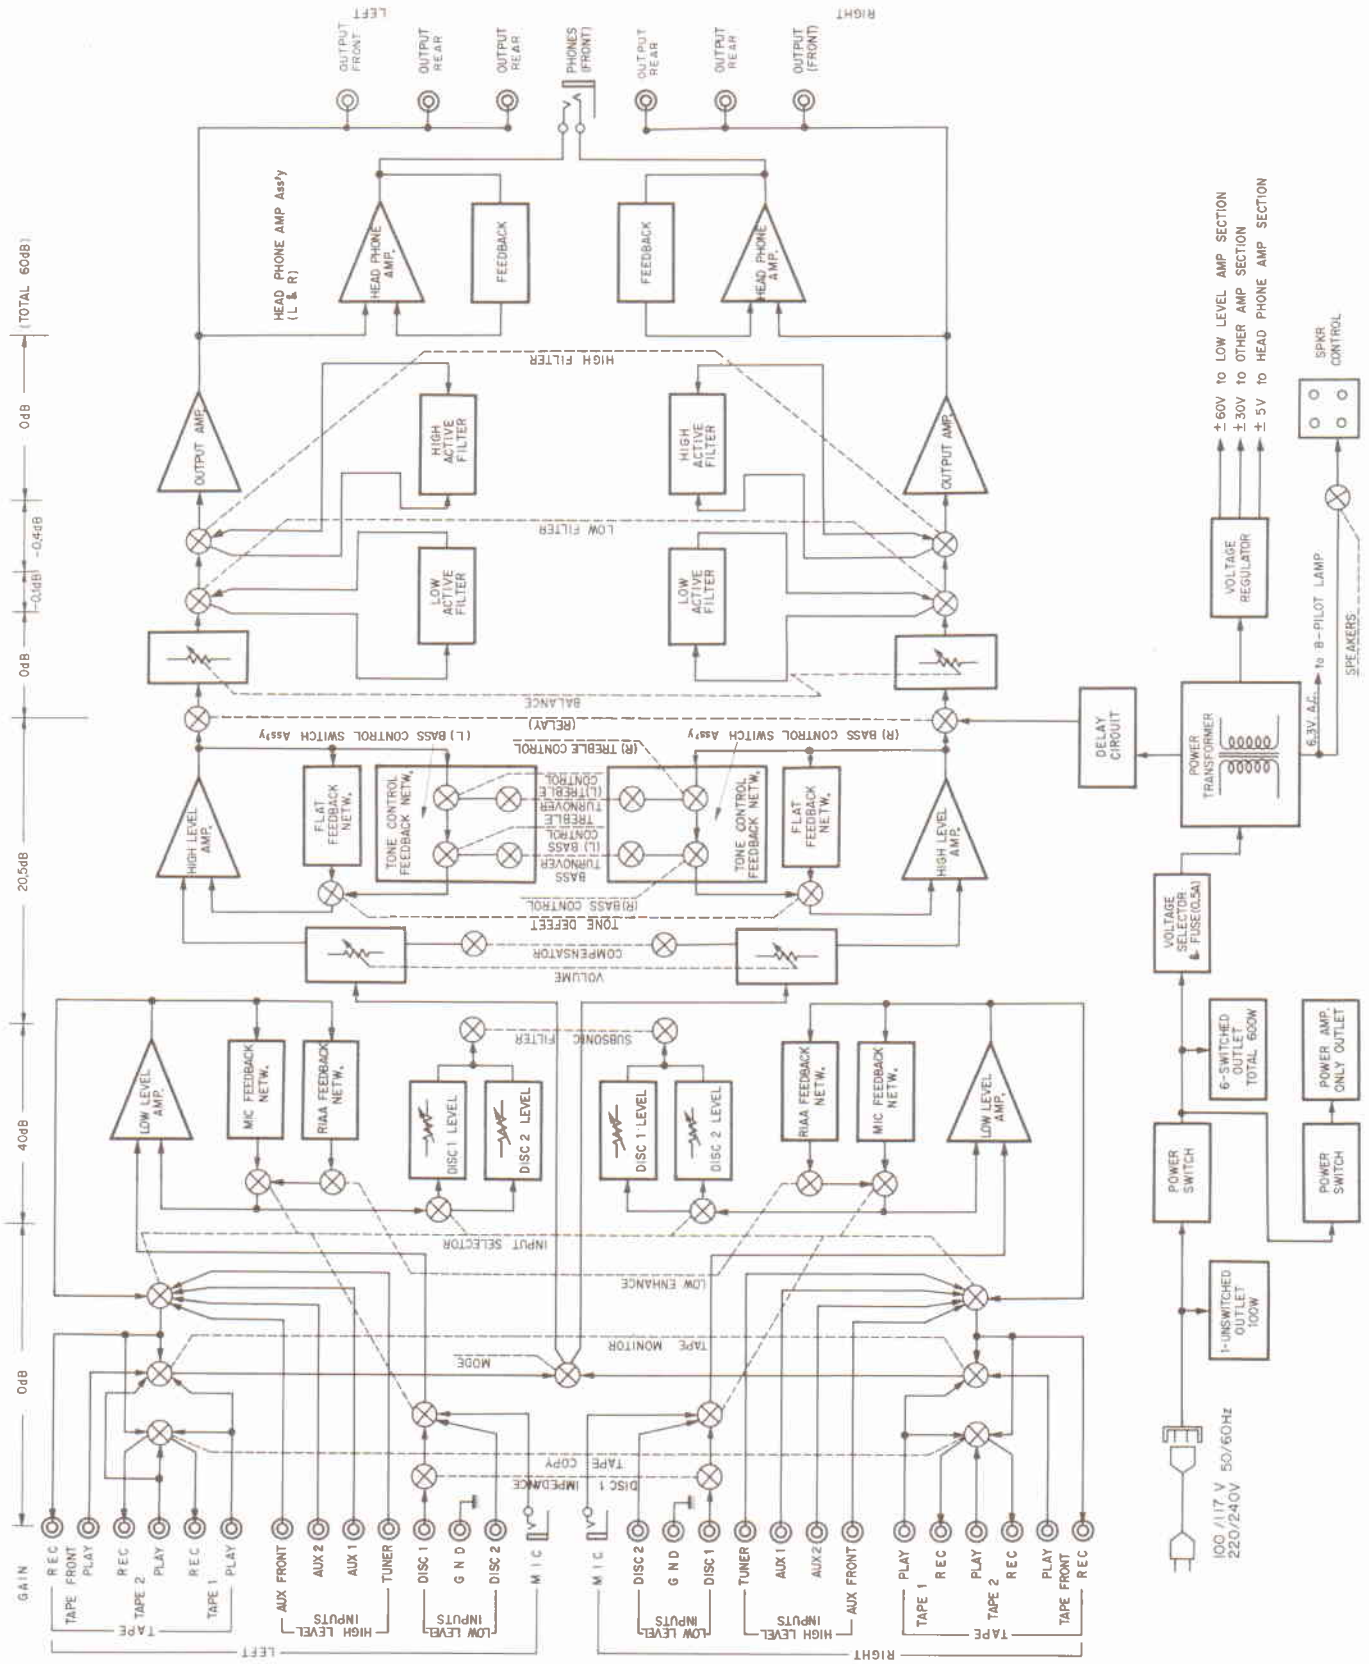 GAIN
0dB
40dB
20,5dB
0dB
-0,1dB
-0,4dB
0dB
(TOTAL 60dB)
LEFT
TAPE
REC
TAPE FRONT
PLAY
REC
TAPE 2
PLAY
REC
TAPE 1
PLAY
HIGH LEVEL
INPUTS
AUX FRONT
AUX 2
AUX 1
TUNER
LOW LEVEL
INPUTS
DISC 1
GND
DISC 2
MIC
RIGHT
MIC
LOW LEVEL
INPUTS
DISC 2
GND
DISC 1
HIGH LEVEL
INPUTS
TUNER
AUX 1
AUX 2
AUX FRONT
TAPE
PLAY
TAPE 1
REC
PLAY
TAPE 2
REC
PLAY
TAPE FRONT
REC
DISC 1 IMPEDANCE
TAPE COPY
MODE
TAPE MONITOR
LOW ENHANCE
INPUT SELECTOR
LOW LEVEL
AMP.
MIC FEEDBACK
NETW.
RIAA FEEDBACK
NETW.
DISC 1 LEVEL
DISC 2 LEVEL
SUBSONIC FILTER
DISC 1 LEVEL
DISC 2 LEVEL
RIAA FEEDBACK
NETW.
MIC FEEDBACK
NETW.
LOW LEVEL
AMP.
VOLUME
COMPENSATOR
TONE DEFEET
HIGH LEVEL
AMP.
FLAT
FEEDBACK
NETW.
TONE CONTROL
FEEDBACK NETW.
(L) BASS CONTROL SWITCH Ass'y
BASS
TURNOVER
(L) BASS
CONTROL
TREBLE
TURNOVER
(L)TREBLE
CONTROL
(R)BASS CONTROL
(R)TREBLE CONTROL
(R) BASS CONTROL SWITCH Ass'y
TONE CONTROL
FEEDBACK NETW.
FLAT
FEEDBACK
NETW.
HIGH LEVEL
AMP.
(RELAY)
BALANCE
LOW
ACTIVE
FILTER
LOW FILTER
LOW
ACTIVE
FILTER
HIGH
ACTIVE
FILTER
HIGH FILTER
HIGH
ACTIVE
FILTER
OUTPUT AMP.
OUTPUT AMP.
HEAD PHONE AMP Ass'y
(L & R)
HEAD PHONE
AMP.
FEEDBACK
FEEDBACK
HEAD PHONE
AMP.
OUTPUT
FRONT
OUTPUT
REAR
OUTPUT
REAR
LEFT
PHONES
(FRONT)
OUTPUT
REAR
OUTPUT
REAR
OUTPUT
(FRONT)
RIGHT
100/117 V 50/60Hz
220/240V
1-UNSWITCHED
OUTLET
100W
POWER
SWITCH
POWER
SWITCH
6-SWITCHED
OUTLET
TOTAL 600W
POWER AMP.
ONLY OUTLET
VOLTAGE
SELECTOR
& FUSE(0.5A)
POWER
TRANSFORMER
DELAY
CIRCUIT
6.3V A.C.
to 8-PILOT LAMP
SPEAKERS
VOLTAGE
REGULATOR
±60V to LOW LEVEL AMP SECTION
±30V to OTHER AMP SECTION
± 5V to HEAD PHONE AMP SECTION
SPKR
CONTROL